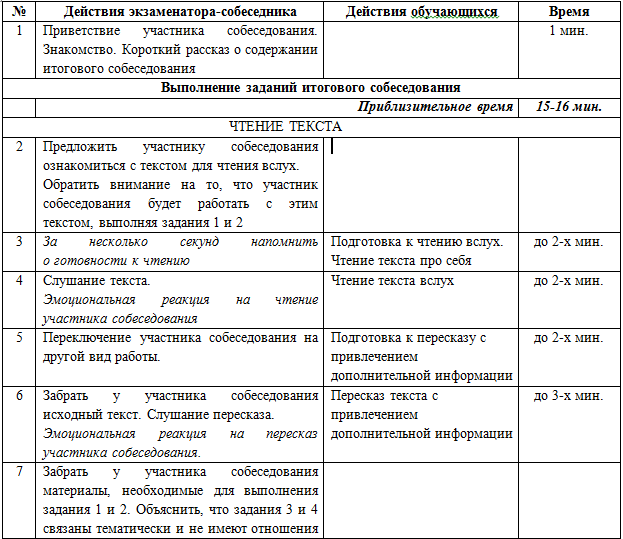 № Действия экзаменатора-собеседника Действия обучающихся Время
1 Приветствие участника собеседования. 1 мин.
Знакомство. Короткий рассказ о содержании
итогового собеседования
Выполнение заданий итогового собеседования
Приблизительное время 15-16 мин.
ЧТЕНИЕ ТЕКСТА
2 Предложить участнику собеседования
ознакомиться с текстом для чтения вслух.
Обратить внимание на то, что участник
собеседования будет работать с этим
текстом, выполняя задания 1 и 2
3 За несколько секунд напомнить Подготовка к чтению вслух. до 2-х мин.
о готовности к чтению Чтение текста про себя
4 Слушание текста. Чтение текста вслух до 2-х мин.
Эмоциональная реакция на чтение
участника собеседования
5 Переключение участника собеседования на Подготовка к пересказу с до 2-х мин.
другой вид работы. привлечением
дополнительной информации
6 Забрать у участника собеседования Пересказ текста с до 3-х мин.
исходный текст. Слушание пересказа. привлечением
Эмоциональная реакция на пересказ дополнительной информации
участника собеседования.
7 Забрать у участника собеседования
материалы, необходимые для выполнения
задания 1 и 2. Объяснить, что задания 3 и 4
связаны тематически и не имеют отношения